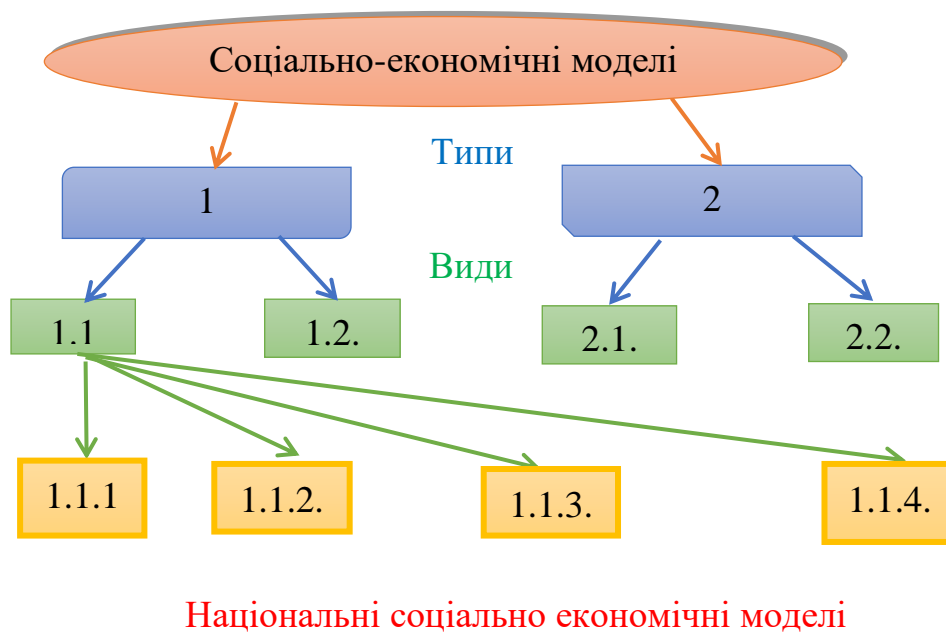 Соціально-економічні моделі
Типи
1
2
Види
1.1
1.2.
2.1.
2.2.
1.1.1
1.1.2.
1.1.3.
1.1.4.
Національні соціально економічні моделі